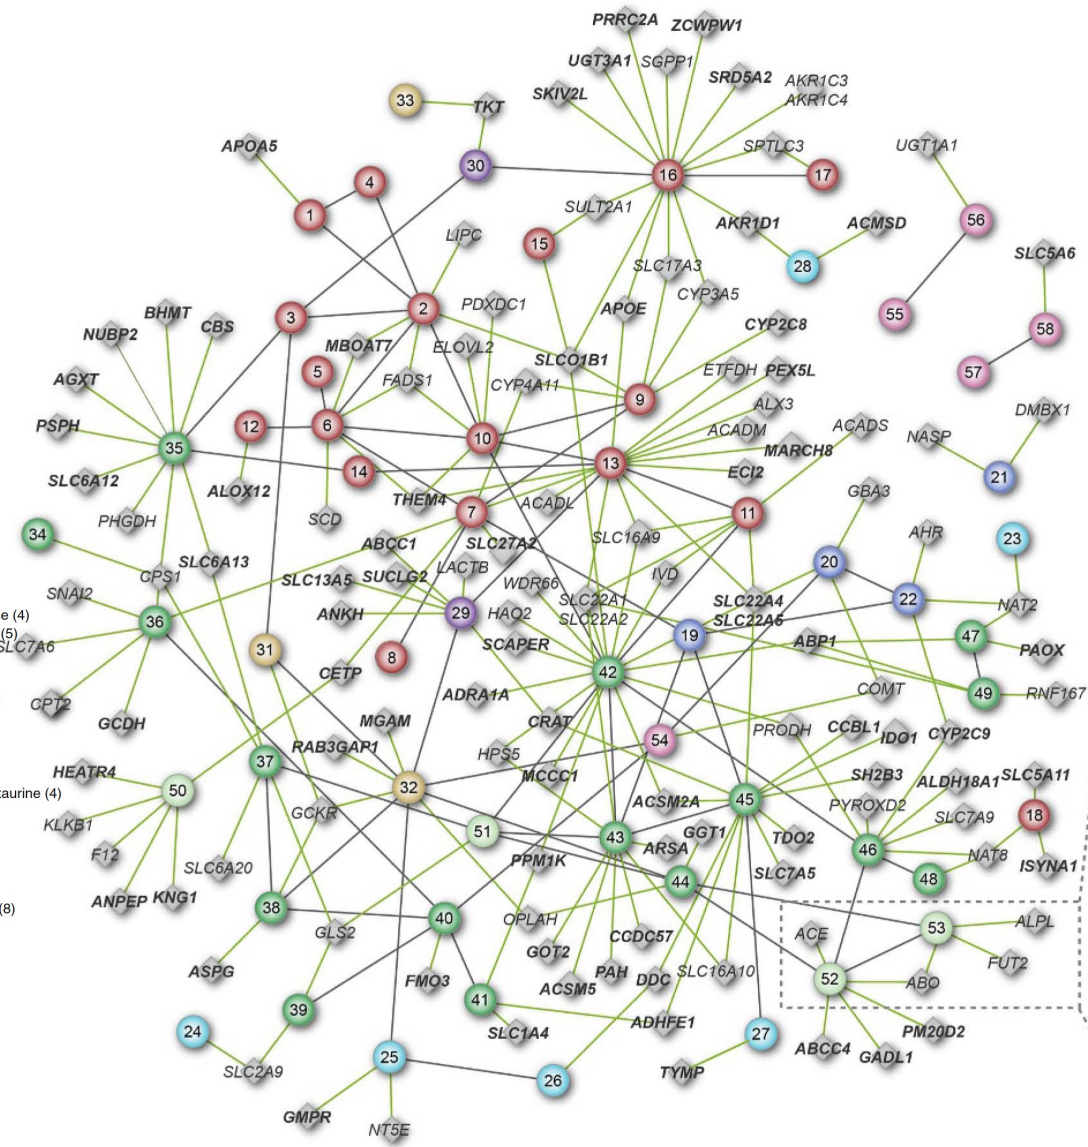 PRRC2A
ZCWPW1
UGT3A1
SGPP1
SRD5A2
AKR1C3
AKR1C4
SKIV2L
33
TKT
APOA5
SPTLC3
UGT1A1
30
16
17
4
1
SULT2A1
AKR1D1
ACMSD
56
LIPC
15
28
SLC5A6
SLC17A3
CYP3A5
3
2
PDXDC1
APOE
55
58
BHMT
CBS
NUBP2
CYP2C8
MBOAT7
ELOVL2
SLCO1B1
57
5
FADS1
CYP4A11
ETFDH
PEX5L
AGXT
9
ALX3
DMBX1
PSPH
12
6
10
ACADM
ACADS
NASP
35
MARCH8
14
13
ECI2
21
SLC6A12
ALOX12
THEM4
ACADL
GBA3
PHGDH
SCD
7
11
34
ABCC1
SLC27A2
SLC16A9
AHR
23
SLC6A13
CPS1
SLC13A5
SUCLG2
LACTB
WDR66
IVD
20
SNAI2
SLC22A1
SLC22A2
SLC22A4
SLC22A5
22
NAT2
e (4)
(5)
ANKH
29
HAO2
36
19
47
SLC7A6
31
8
SCAPER
ABP1
PAOX
CETP
42
CPT2
ADRA1A
COMT
49
RNF167
GCDH
MGAM
CRAT
PRODH
CCBL1
RAB3GAP1
54
IDO1
CYP2C9
HPS5
37
HEATR4
MCCC1
SH2B3
ALDH18A1
SLC5A11
taurine (4)
50
32
ACSM2A
45
PYROXD2
KLKB1
GCKR
SLC7A9
18
51
43
GGT1
TDO2
F12
ARSA
46
NAT8
ISYNA1
SLC6A20
PPM1K
44
SLC7A5
48
ANPEP
KNG1
(8)
38
40
OPLAH
53
ALPL
GLS2
CCDC57
ACE
GOT2
FUT2
ASPG
FMO3
PAH
DDC
SLC16A10
52
ABO
ACSM5
39
41
24
SLC1A4
ADHFE1
27
PM20D2
ABCC4
GADL1
25
SLC2A9
26
TYMP
GMPR
NT5E